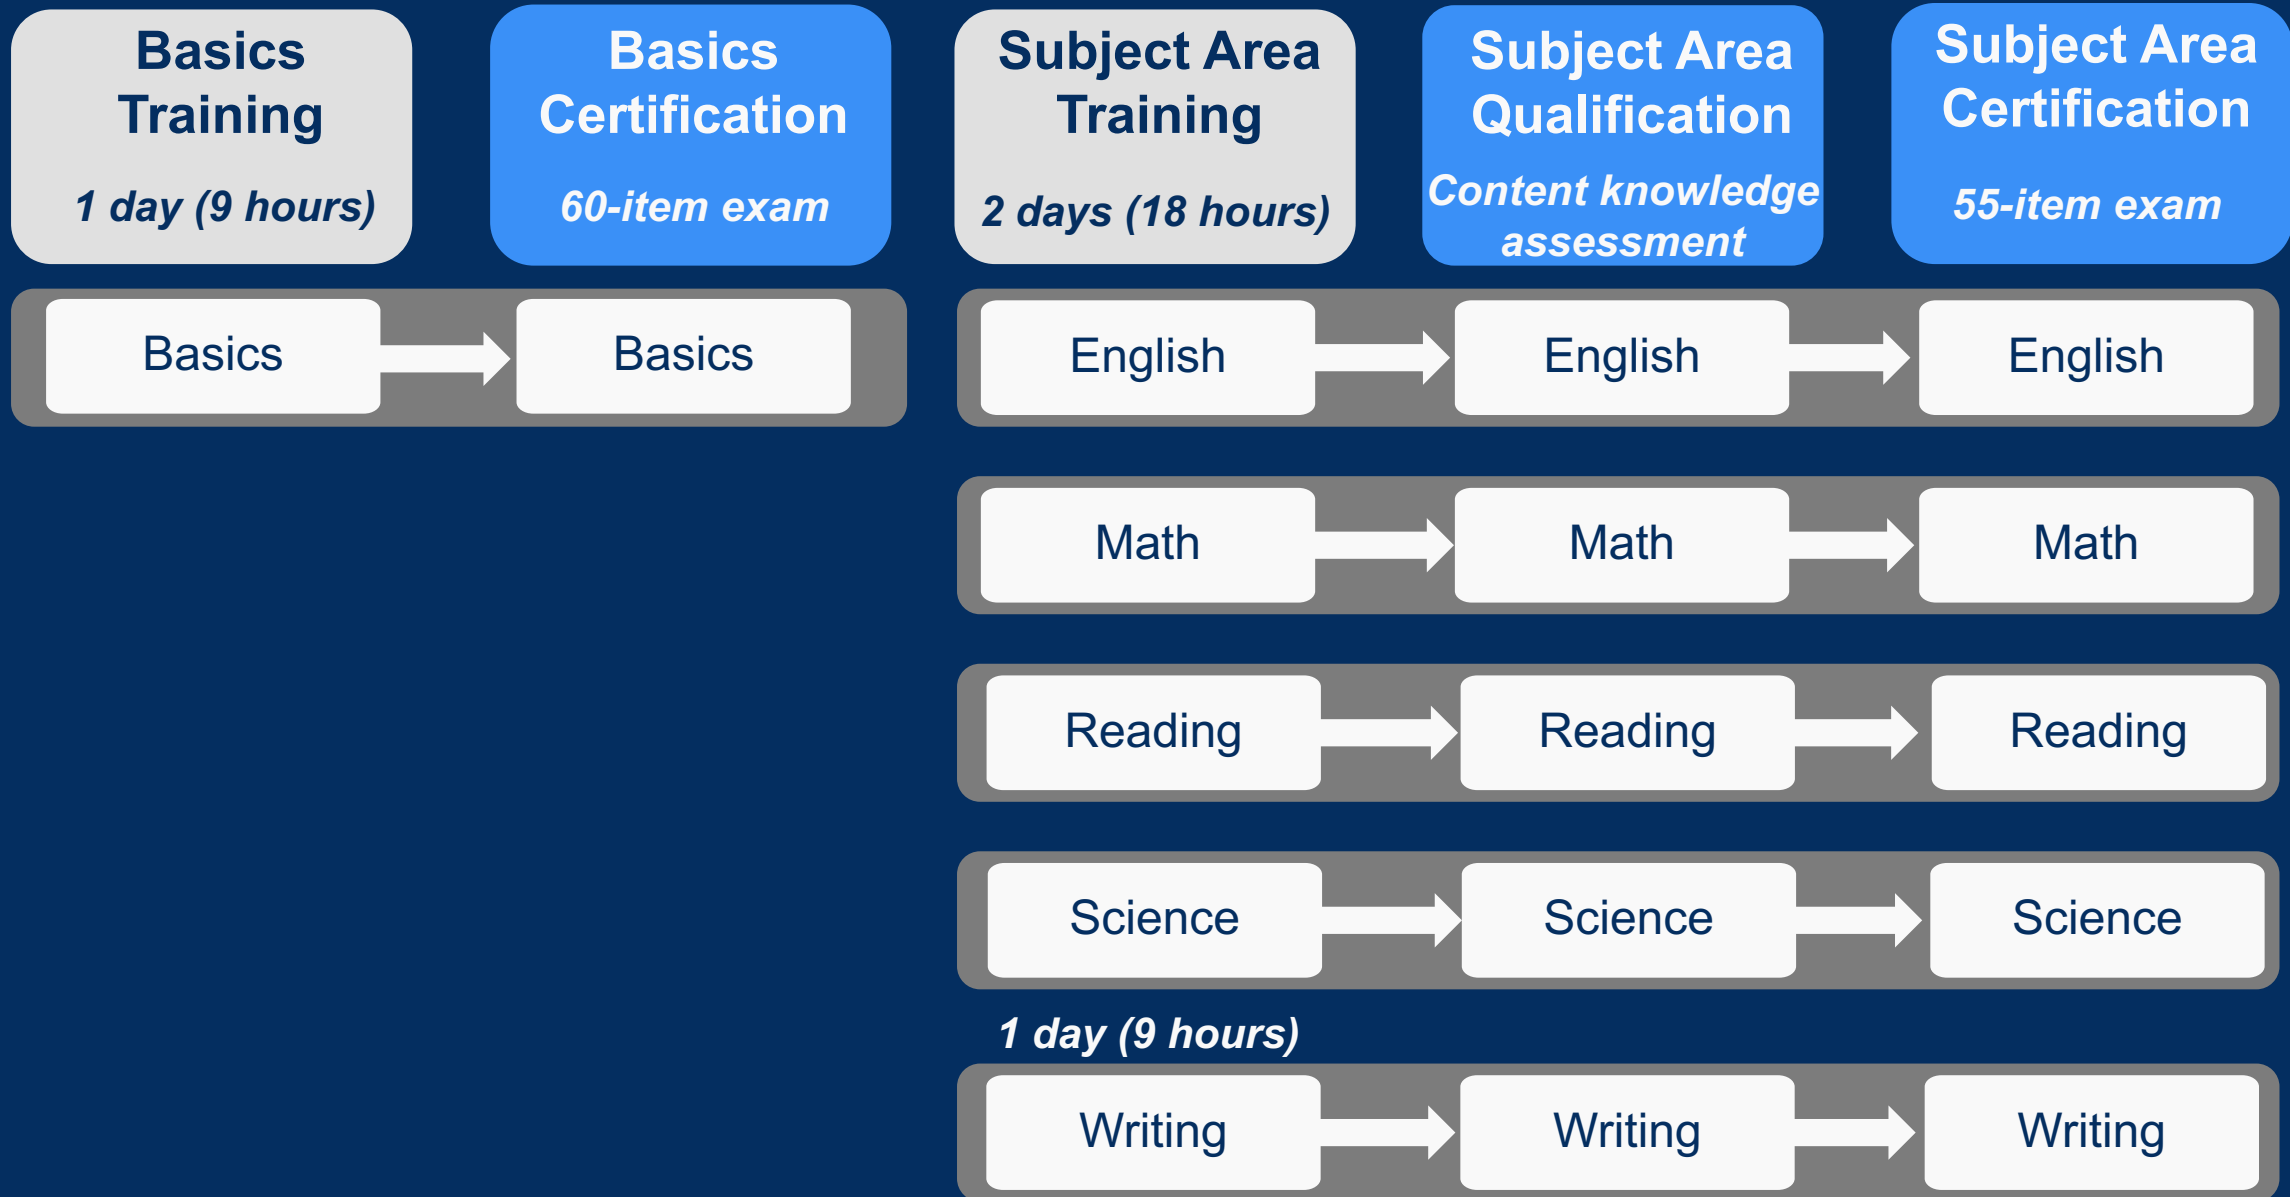 Basics
Training
1 day (9 hours)
Basics
Certification
60-item exam
Subject Area
Training
2 days (18 hours)
Subject Area
Qualification
Content knowledge
assessment
Subject Area
Certification
55-item exam
Basics
Basics
English
English
English
Math
Math
Math
Reading
Reading
Reading
Science
Science
Science
1 day (9 hours)
Writing
Writing
Writing